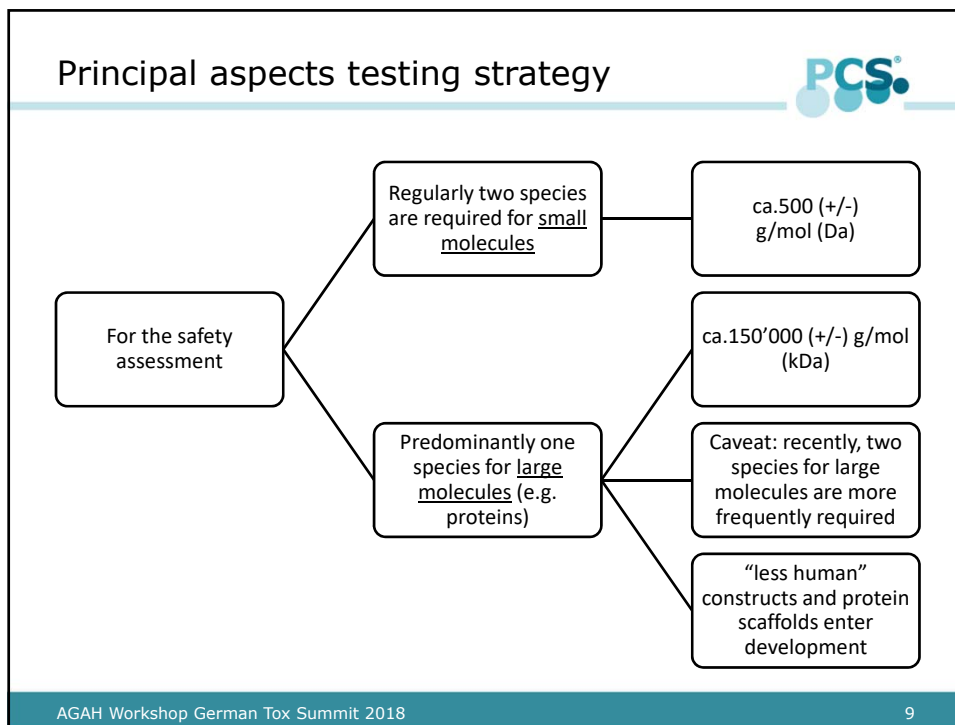 Principal aspects testing strategy
PCS.®
Regularly two species
are required for small
molecules
ca.500 (+/-)
g/mol (Da)
For the safety
assessment
ca.150’000 (+/-) g/mol
(kDa)
Predominantly one
species for large
molecules (e.g.
proteins)
Caveat: recently, two
species for large
molecules are more
frequently required
“less human”
constructs and protein
scaffolds enter
development
AGAH Workshop German Tox Summit 2018
9